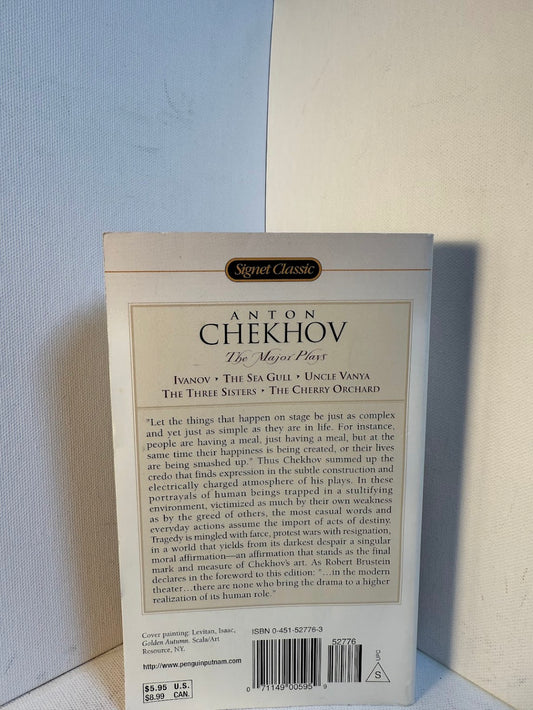 Signet Classic
ANTON
CHEKHOV
The Major Plays
IVANOV • THE SEA GULL • UNCLE VANYA
THE THREE SISTERS • THE CHERRY ORCHARD
"Let the things that happen on stage be just as complex
and yet just as simple as they are in life. For instance,
people are having a meal, just having a meal, but at the
same time their happiness is being created, or their lives
are being smashed up." Thus Chekhov summed up the
credo that finds expression in the subtle construction and
electrically charged atmosphere of his plays. In these
portrayals of human beings trapped in a stultifying
environment, victimized as much by their own weakness
as by the greed of others, the most casual words and
everyday actions assume the import of acts of destiny.
Tragedy is mingled with farce, protest wars with resignation,
in a world that yields from its darkest despair a singular
moral affirmation—an affirmation that stands as the final
mark and measure of Chekhov's art. As Robert Brustein
declares in the foreword to this edition: "...in the modern
theater...there are none who bring the drama to a higher
realization of its human role."
Cover painting: Levitan, Isaac,
Golden Autumn. Scala/Art
Resource, NY.
http://www.penguinputnam.com
$5.95 U.S.
$8.99 CAN.
ISBN 0-451-52776-3
52776
0 71149 00595 9
S